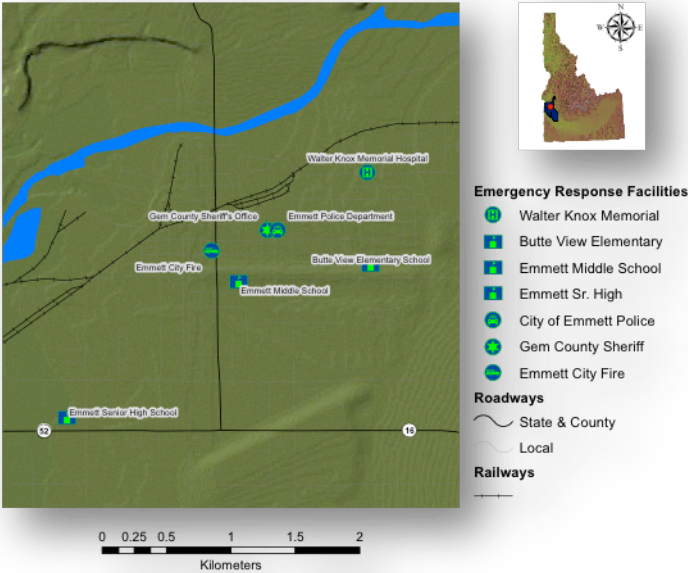 N
W E
S
Walter Knox Memorial Hospital
Gem County Sheriff's Office
Emmett Police Department
Emmett City Fire
Butte View Elementary School
Emmett Middle School
Emmett Senior High School
52
16
Emergency Response Facilities
H Walter Knox Memorial
Butte View Elementary
Emmett Middle School
Emmett Sr. High
City of Emmett Police
Gem County Sheriff
Emmett City Fire
Roadways
State & County
Local
Railways
0 0.25 0.5 1 1.5 2
Kilometers